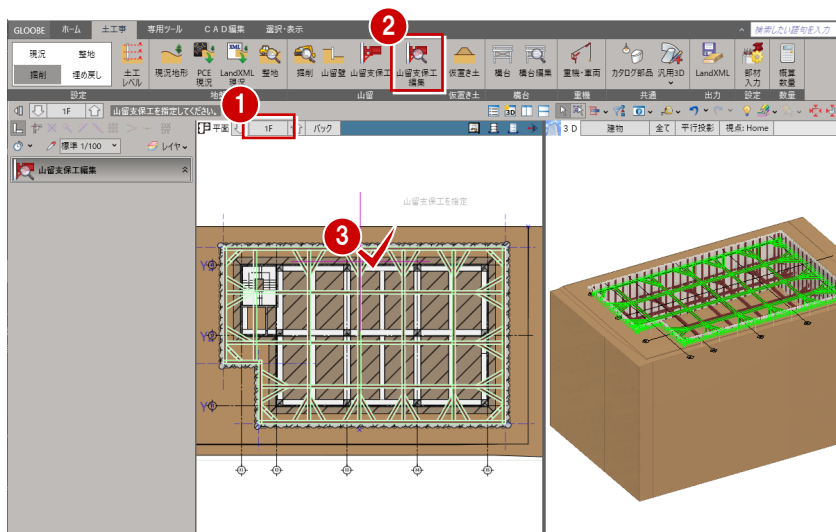 2
GLOOBE ホーム 土工事 専用ツール CAD編集 選択・表示 検索したい語句を入力
現況 整地
掘削 埋め戻し
土工レベル 現況地形 PCE現況 LandXML現況 整地 掘削 山留壁 山留支保工 山留支保工編集 仮置き土 構台 構台編集 重機・車両 カタログ部品 汎用3D LandXML 部材入力 概算数量
設定 山留 仮置き土 構台 重機 共通 出力 設定 数量
1
1F 山留支保工を指定してください。
平面 1F バック 3D 建物 全て 平行投影 視点: Home
標準 1/100 レイヤ
山留支保工編集
山留支保工を指定
3